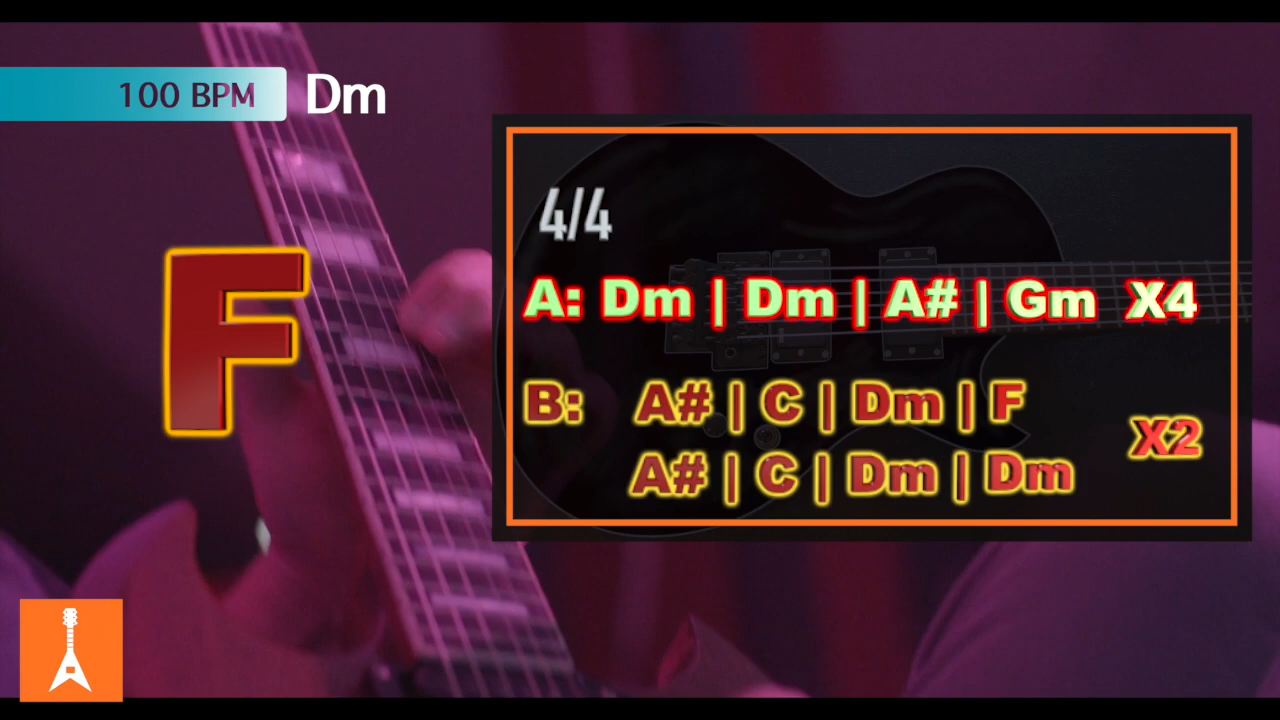 100 BPM Dm
4/4
A: Dm | Dm | A# | Gm X4
F
B: A# | C | Dm | F
X2
A# | C | Dm | Dm